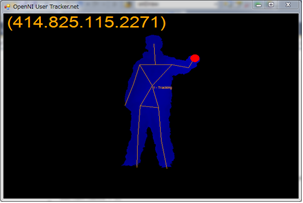 OpenNI User Tracker.net
(414.825.115.2271)
- Tracking